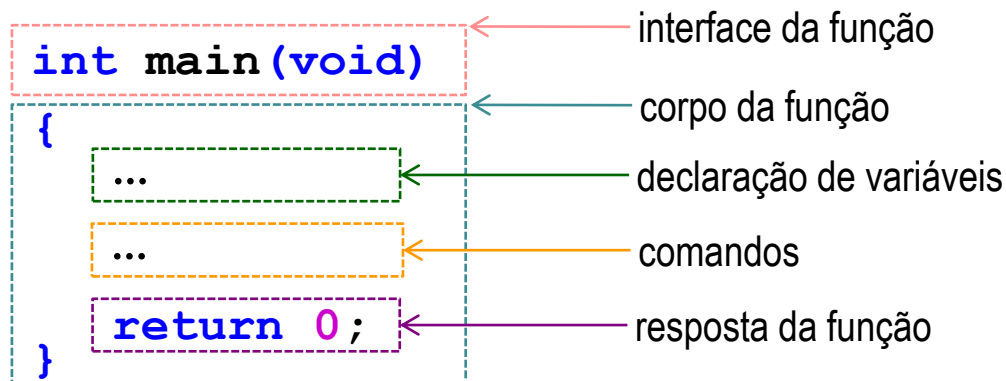 interface da função
int main(void)
corpo da função
{
... declaração de variáveis
... comandos
return 0; resposta da função
}